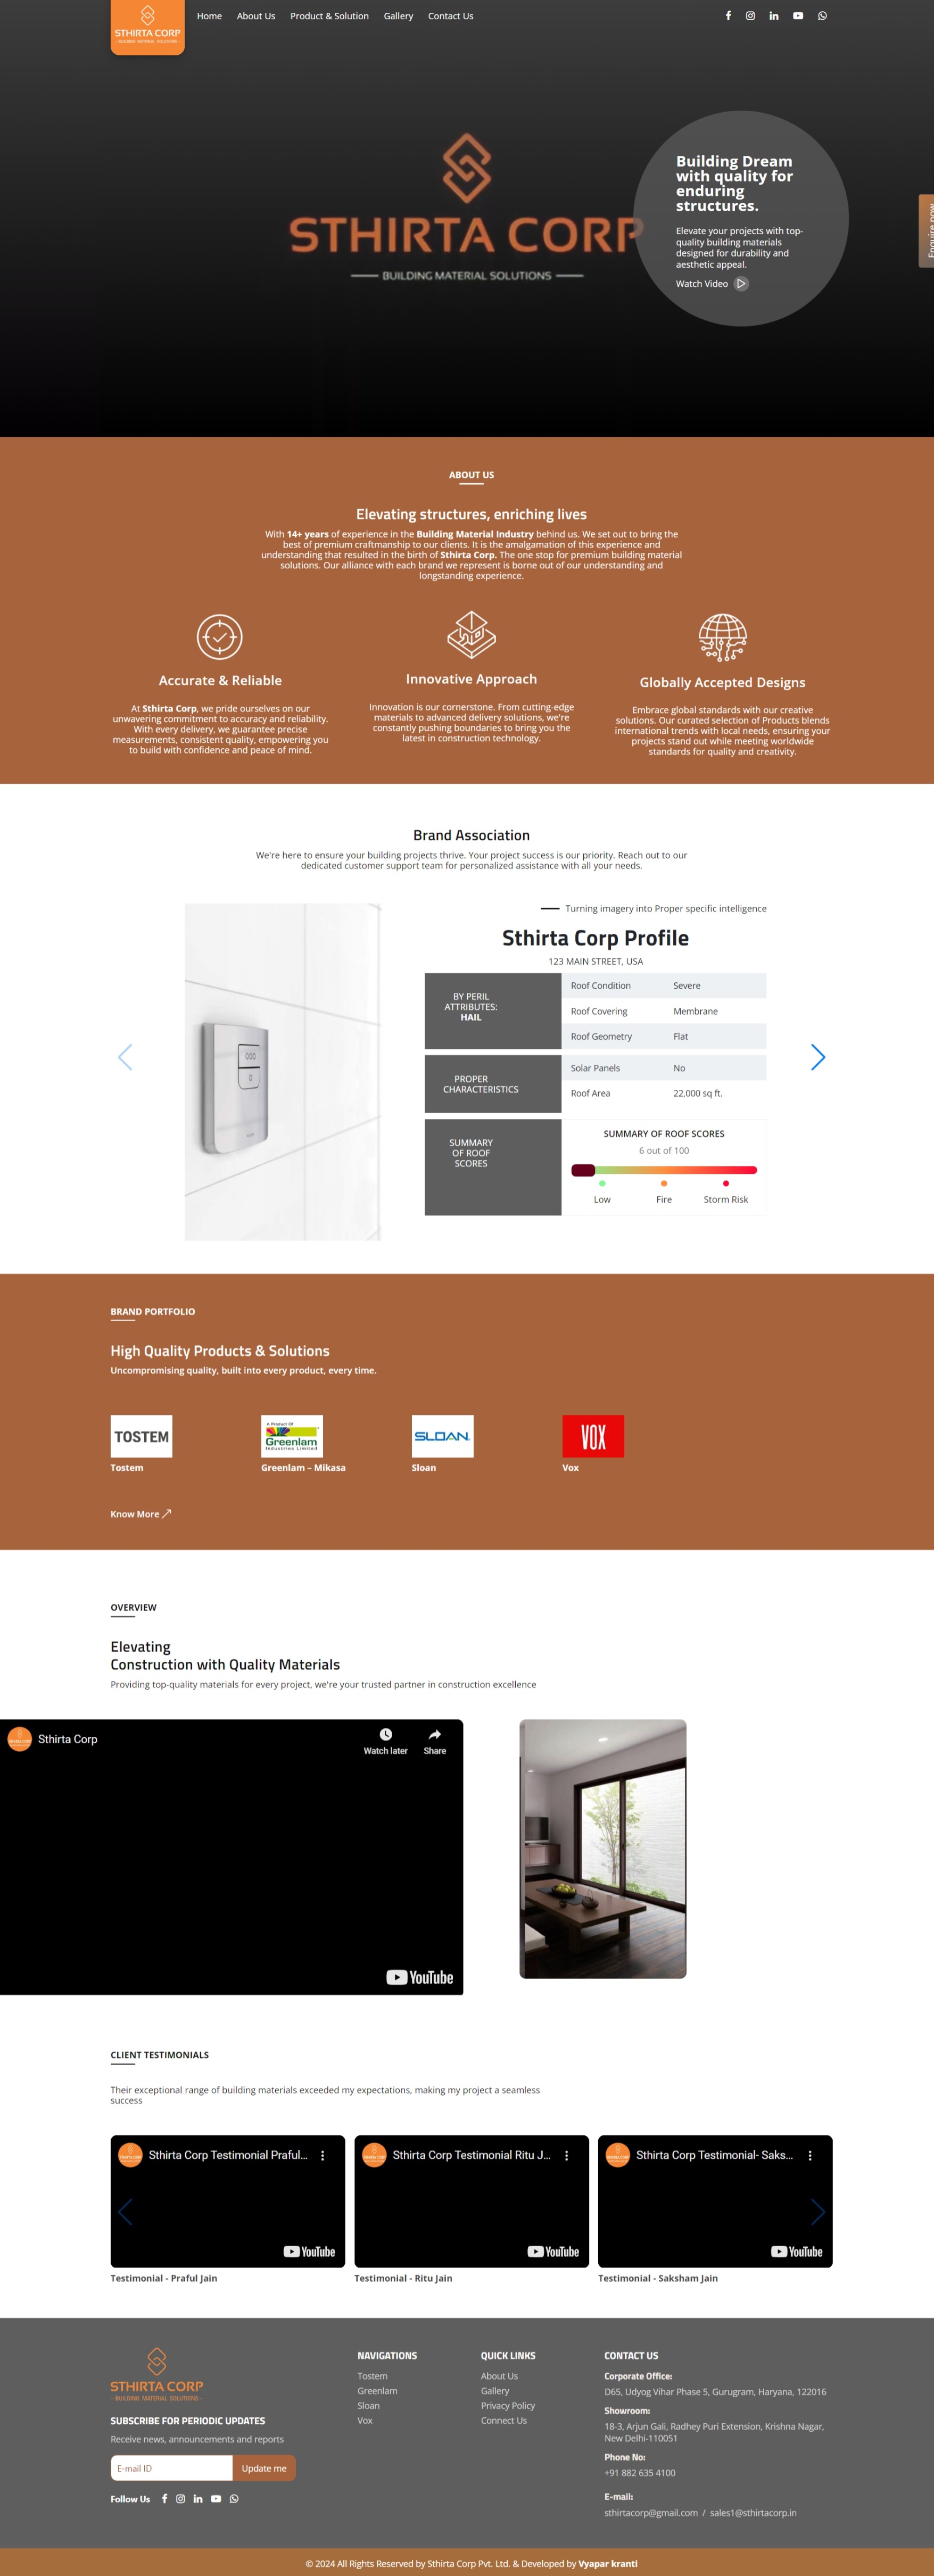 STHIRTA CORP
- BUILDING MATERIAL SOLUTIONS -
Home
About Us
Product & Solution
Gallery
Contact Us
STHIRTA CORP
BUILDING MATERIAL SOLUTIONS
Building Dream
with quality for
enduring
structures.
Elevate your projects with top-
quality building materials
designed for durability and
aesthetic appeal.
Watch Video
Enquire now
ABOUT US
Elevating structures, enriching lives
With 14+ years of experience in the Building Material Industry behind us. We set out to bring the
best of premium craftmanship to our clients. It is the amalgamation of this experience and
understanding that resulted in the birth of Sthirta Corp. The one stop for premium building material
solutions. Our alliance with each brand we represent is borne out of our understanding and
longstanding experience.
Accurate & Reliable
At Sthirta Corp, we pride ourselves on our
unwavering commitment to accuracy and reliability.
With every delivery, we guarantee precise
measurements, consistent quality, empowering you
to build with confidence and peace of mind.
Innovative Approach
Innovation is our cornerstone. From cutting-edge
materials to advanced delivery solutions, we're
constantly pushing boundaries to bring you the
latest in construction technology.
Globally Accepted Designs
Embrace global standards with our creative
solutions. Our curated selection of Products blends
international trends with local needs, ensuring your
projects stand out while meeting worldwide
standards for quality and creativity.
Brand Association
We're here to ensure your building projects thrive. Your project success is our priority. Reach out to our
dedicated customer support team for personalized assistance with all your needs.
Turning imagery into Proper specific intelligence
Sthirta Corp Profile
123 MAIN STREET, USA
BY PERIL
ATTRIBUTES:
HAIL
Roof Condition Severe
Roof Covering Membrane
Roof Geometry Flat
PROPER
CHARACTERISTICS
Solar Panels No
Roof Area 22,000 sq ft.
SUMMARY
OF ROOF
SCORES
SUMMARY OF ROOF SCORES
6 out of 100
Low Fire Storm Risk
BRAND PORTFOLIO
High Quality Products & Solutions
Uncompromising quality, built into every product, every time.
TOSTEM
A Product Of
Greenlam
Industries Limited
SLOAN.
VOX
Tostem
Greenlam – Mikasa
Sloan
Vox
Know More
OVERVIEW
Elevating
Construction with Quality Materials
Providing top-quality materials for every project, we're your trusted partner in construction excellence
Sthirta Corp
Watch later
Share
YouTube
CLIENT TESTIMONIALS
Their exceptional range of building materials exceeded my expectations, making my project a seamless
success
Sthirta Corp Testimonial Praful...
YouTube
Sthirta Corp Testimonial Ritu J...
YouTube
Sthirta Corp Testimonial- Saks...
YouTube
Testimonial - Praful Jain
Testimonial - Ritu Jain
Testimonial - Saksham Jain
STHIRTA CORP
- BUILDING MATERIAL SOLUTIONS -
SUBSCRIBE FOR PERIODIC UPDATES
Receive news, announcements and reports
E-mail ID
Update me
Follow Us
NAVIGATIONS
Tostem
Greenlam
Sloan
Vox
QUICK LINKS
About Us
Gallery
Privacy Policy
Connect Us
CONTACT US
Corporate Office:
D65, Udyog Vihar Phase 5, Gurugram, Haryana, 122016
Showroom:
18-3, Arjun Gali, Radhey Puri Extension, Krishna Nagar,
New Delhi-110051
Phone No:
+91 882 635 4100
E-mail:
sthirtacorp@gmail.com / sales1@sthirtacorp.in
© 2024 All Rights Reserved by Sthirta Corp Pvt. Ltd. & Developed by Vyapar kranti